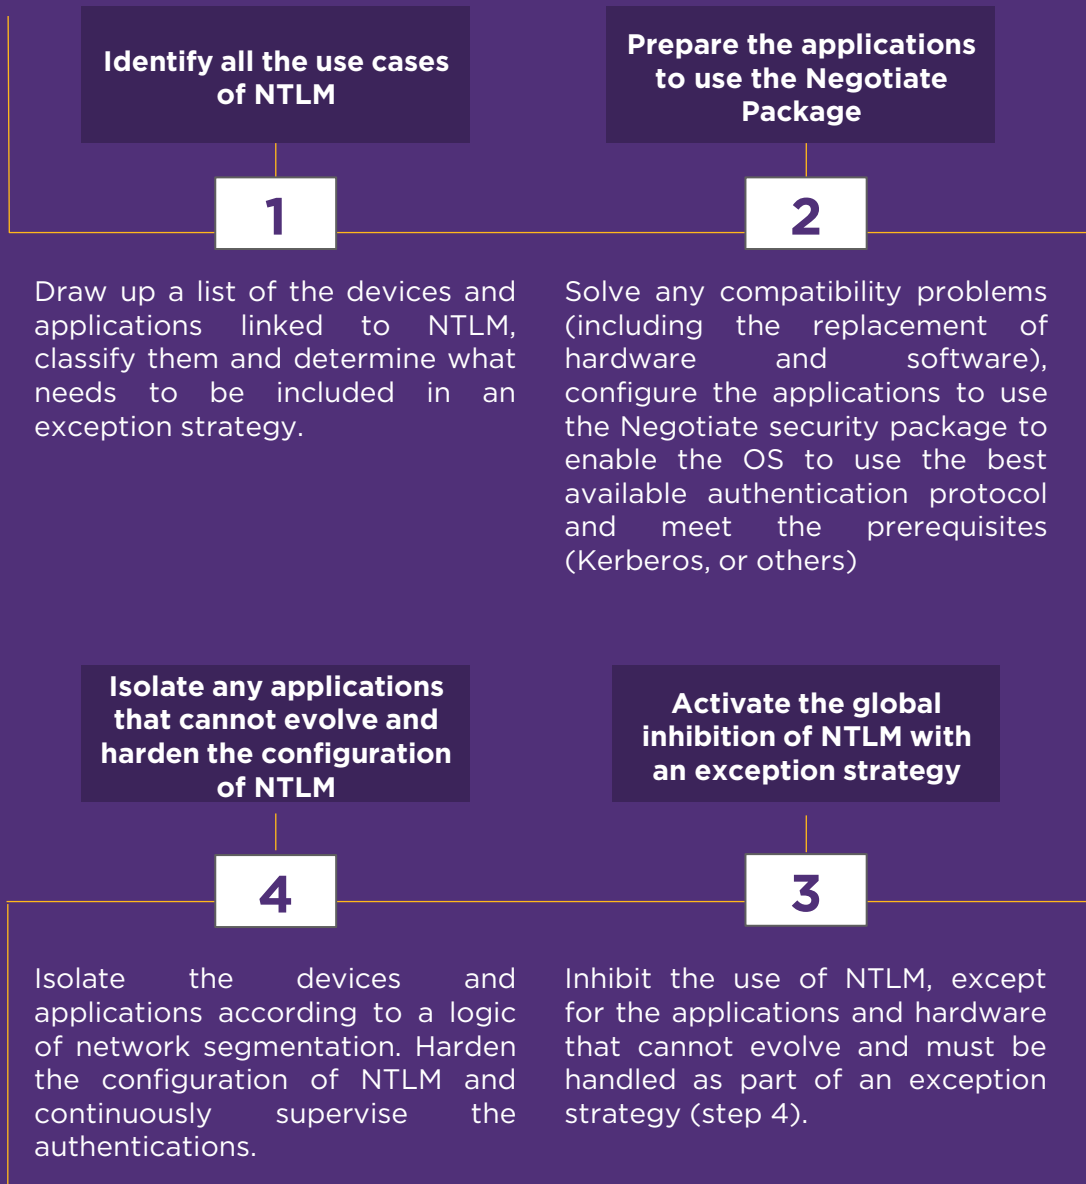 Identify all the use cases
of NTLM
1
Draw up a list of the devices and
applications linked to NTLM,
classify them and determine what
needs to be included in an
exception strategy.
Prepare the applications
to use the Negotiate
Package
2
Solve any compatibility problems
(including the replacement of
hardware and software),
configure the applications to use
the Negotiate security package to
enable the OS to use the best
available authentication protocol
and meet the prerequisites
(Kerberos, or others)
Activate the global
inhibition of NTLM with
an exception strategy
3
Inhibit the use of NTLM, except
for the applications and hardware
that cannot evolve and must be
handled as part of an exception
strategy (step 4).
Isolate any applications
that cannot evolve and
harden the configuration
of NTLM
4
Isolate the devices and
applications according to a logic
of network segmentation. Harden
the configuration of NTLM and
continuously supervise the
authentications.